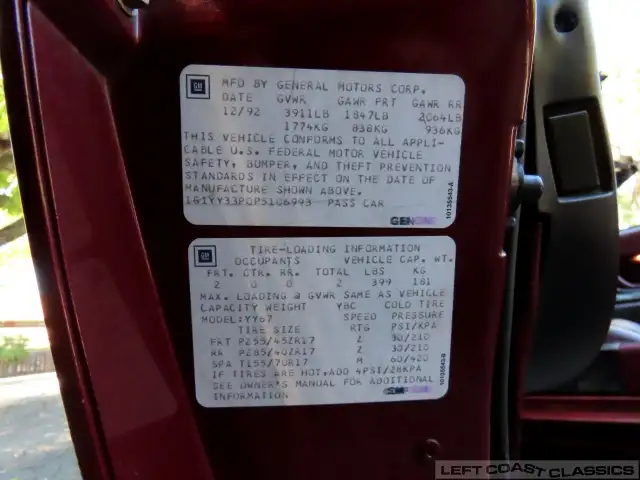 GM
MFD BY GENERAL MOTORS CORP.
DATE GVWR GAWR FRT GAWR RR
12/92 3911LB 1847LB 2064LB
1774KG 838KG 936KG
THIS VEHICLE CONFORMS TO ALL APPLI-
CABLE U.S. FEDERAL MOTOR VEHICLE
SAFETY, BUMPER, AND THEFT PREVENTION
STANDARDS IN EFFECT ON THE DATE OF
MANUFACTURE SHOWN ABOVE.
1G1YY33P0P5106993 PASS CAR
GM
TIRE-LOADING INFORMATION
OCCUPANTS VEHICLE CAP. WT.
FRT. CTR. RR. TOTAL LBS KG
2 0 0 2 399 181
MAX. LOADING @ GVWR SAME AS VEHICLE
CAPACITY WEIGHT YBC COLD TIRE
MODEL:YY67 SPEED PRESSURE
TIRE SIZE RTG PSI/KPA
FRT P255/45ZR17 Z 30/210
RR P285/40ZR17 Z 30/210
SPA T155/70R17 M 60/420
IF TIRES ARE HOT,ADD 4PSI/28KPA
SEE OWNER'S MANUAL FOR ADDITIONAL
INFORMATION
LEFT COAST CLASSICS